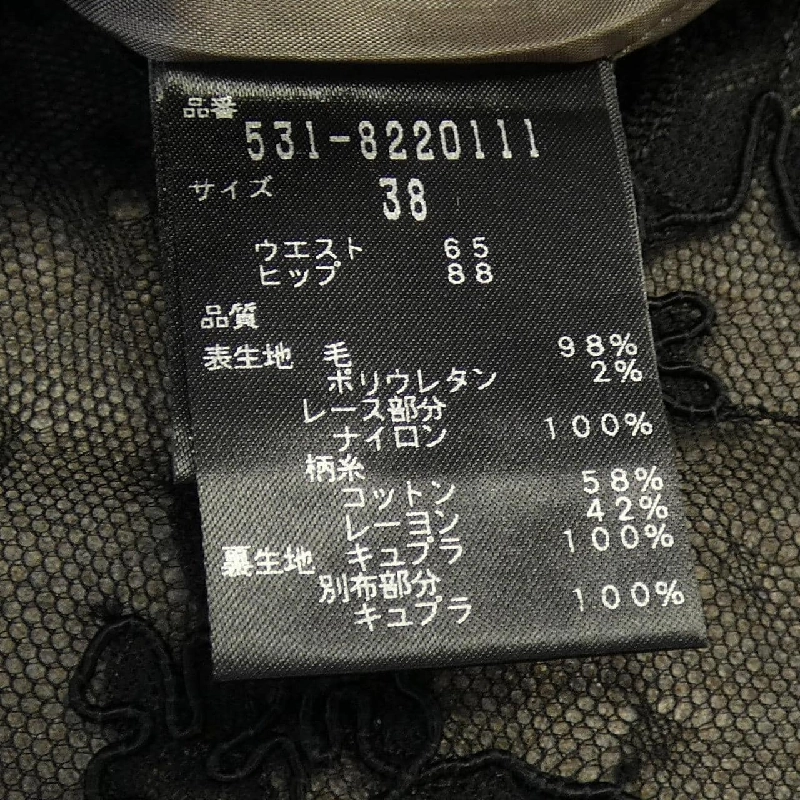 品番
531-8220111
サイズ 38
ウエスト 65
ヒップ 88
品質
表生地 毛 98%
ポリウレタン 2%
レース部分
ナイロン 100%
柄糸
コットン 58%
レーヨン 42%
裏生地 キュプラ 100%
別布部分
キュプラ 100%